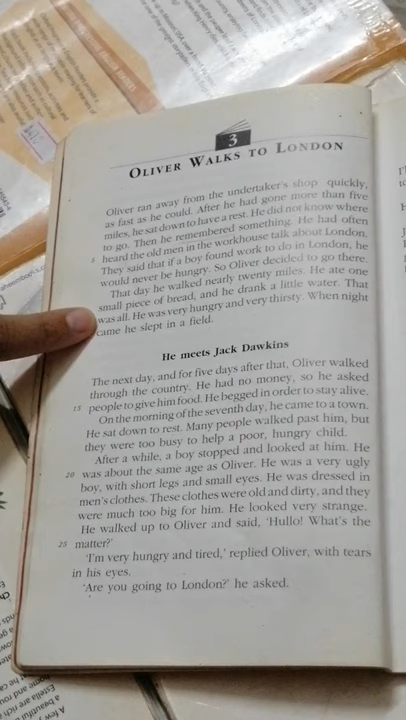 3
OLIVER WALKS TO LONDON
Oliver ran away from the undertaker's shop quickly,
as fast as he could. After he had gone more than five
miles, he sat down to have a rest. He did not know where
to go. Then he remembered something. He had often
5 heard the old men in the workhouse talk about London.
They said that if a boy found work to do in London, he
would never be hungry. So Oliver decided to go there.
That day he walked nearly twenty miles. He ate one
small piece of bread, and he drank a little water. That
was all. He was very hungry and very thirsty. When night
came he slept in a field.
He meets Jack Dawkins
The next day, and for five days after that, Oliver walked
through the country. He had no money, so he asked
15 people to give him food. He begged in order to stay alive.
On the morning of the seventh day, he came to a town.
He sat down to rest. Many people walked past him, but
they were too busy to help a poor, hungry child.
After a while, a boy stopped and looked at him. He
20 was about the same age as Oliver. He was a very ugly
boy, with short legs and small eyes. He was dressed in
men's clothes. These clothes were old and dirty, and they
were much too big for him. He looked very strange.
He walked up to Oliver and said, 'Hullo! What's the
25 matter?'
'I'm very hungry and tired,' replied Oliver, with tears
in his eyes.
'Are you going to London?' he asked.